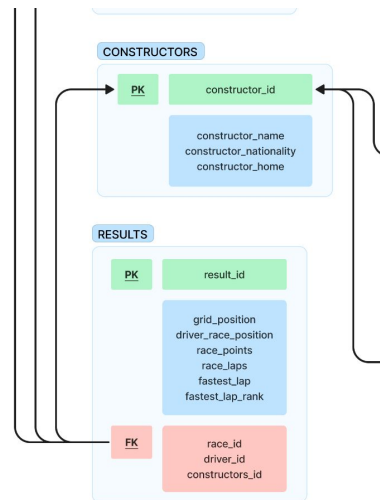 CONSTRUCTORS
PK
constructor_id
constructor_name
constructor_nationality
constructor_home
RESULTS
PK
result_id
grid_position
driver_race_position
race_points
race_laps
fastest_lap
fastest_lap_rank
FK
race_id
driver_id
constructors_id